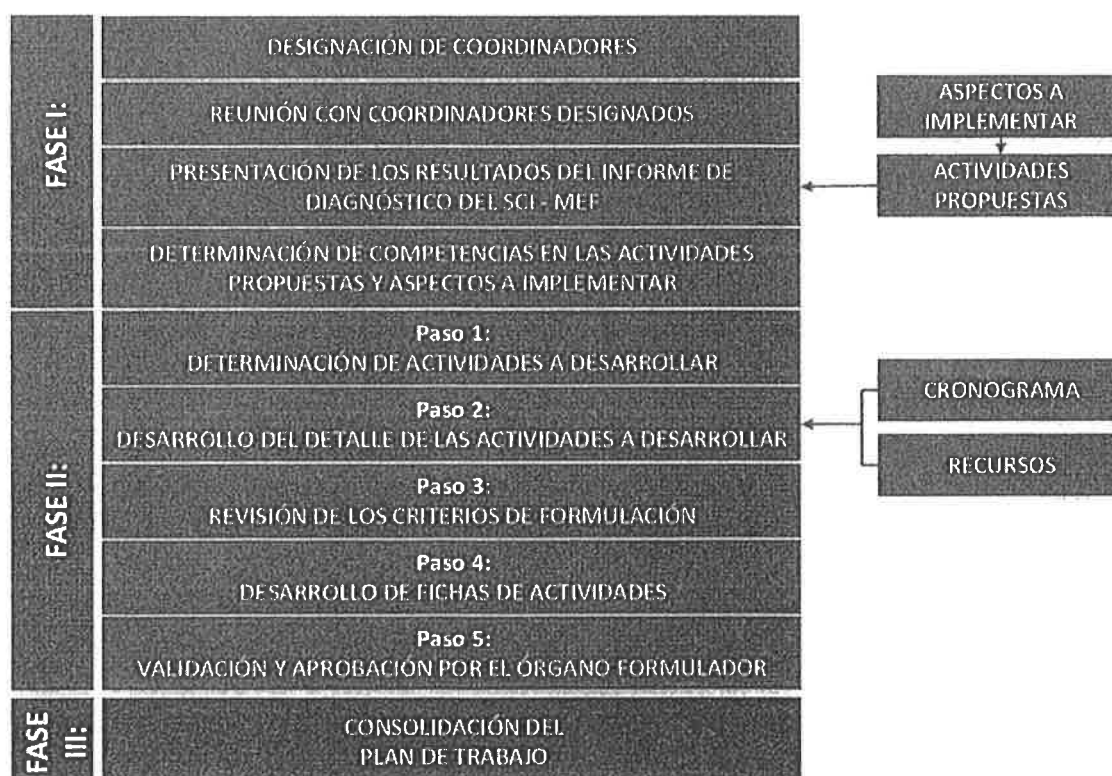 FASE I:
DESIGNACIÓN DE COORDINADORES
REUNIÓN CON COORDINADORES DESIGNADOS
PRESENTACIÓN DE LOS RESULTADOS DEL INFORME DE
DIAGNÓSTICO DEL SCI - MEF
DETERMINACIÓN DE COMPETENCIAS EN LAS ACTIVIDADES
PROPUESTAS Y ASPECTOS A IMPLEMENTAR
ASPECTOS A
IMPLEMENTAR
ACTIVIDADES
PROPUESTAS
FASE II:
Paso 1:
DETERMINACIÓN DE ACTIVIDADES A DESARROLLAR
Paso 2:
DESARROLLO DEL DETALLE DE LAS ACTIVIDADES A DESARROLLAR
Paso 3:
REVISIÓN DE LOS CRITERIOS DE FORMULACIÓN
Paso 4:
DESARROLLO DE FICHAS DE ACTIVIDADES
Paso 5:
VALIDACIÓN Y APROBACIÓN POR EL ÓRGANO FORMULADOR
CRONOGRAMA
RECURSOS
FASE
III:
CONSOLIDACIÓN DEL
PLAN DE TRABAJO